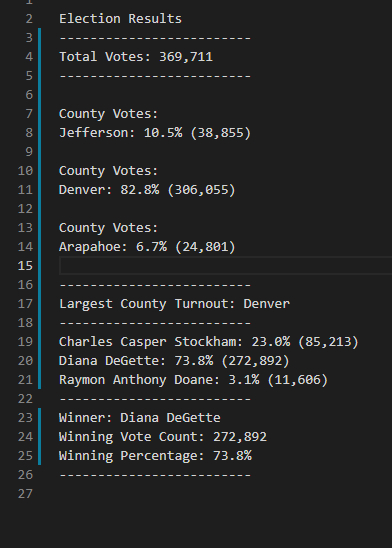 2 Election Results
3 -------------------------
4 Total Votes: 369,711
5 -------------------------
6
7 County Votes:
8 Jefferson: 10.5% (38,855)
9
10 County Votes:
11 Denver: 82.8% (306,055)
12
13 County Votes:
14 Arapahoe: 6.7% (24,801)
15
16 -------------------------
17 Largest County Turnout: Denver
18 -------------------------
19 Charles Casper Stockham: 23.0% (85,213)
20 Diana DeGette: 73.8% (272,892)
21 Raymon Anthony Doane: 3.1% (11,606)
22 -------------------------
23 Winner: Diana DeGette
24 Winning Vote Count: 272,892
25 Winning Percentage: 73.8%
26 -------------------------
27